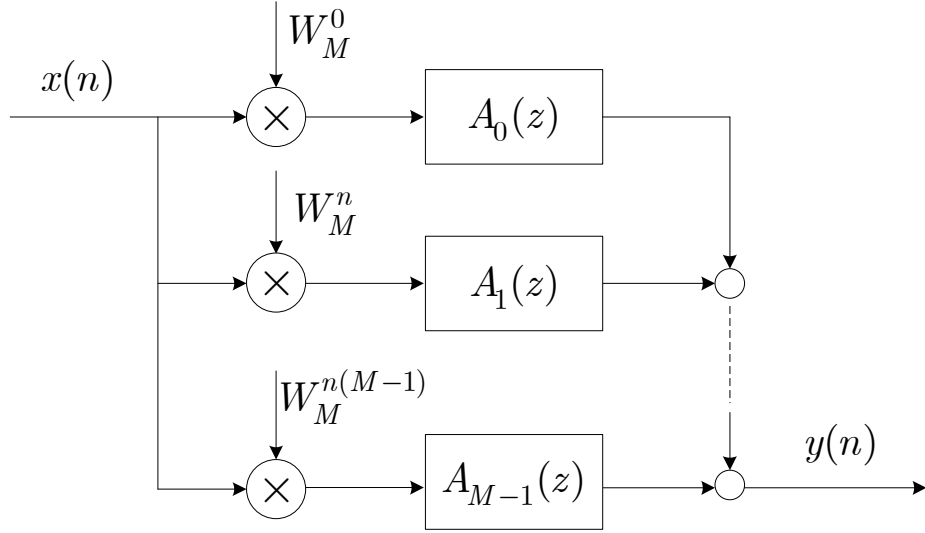 W_M^0
x(n)
A_0(z)
W_M^n
A_1(z)
W_M^{n(M−1)}
y(n)
A_{M−1}(z)